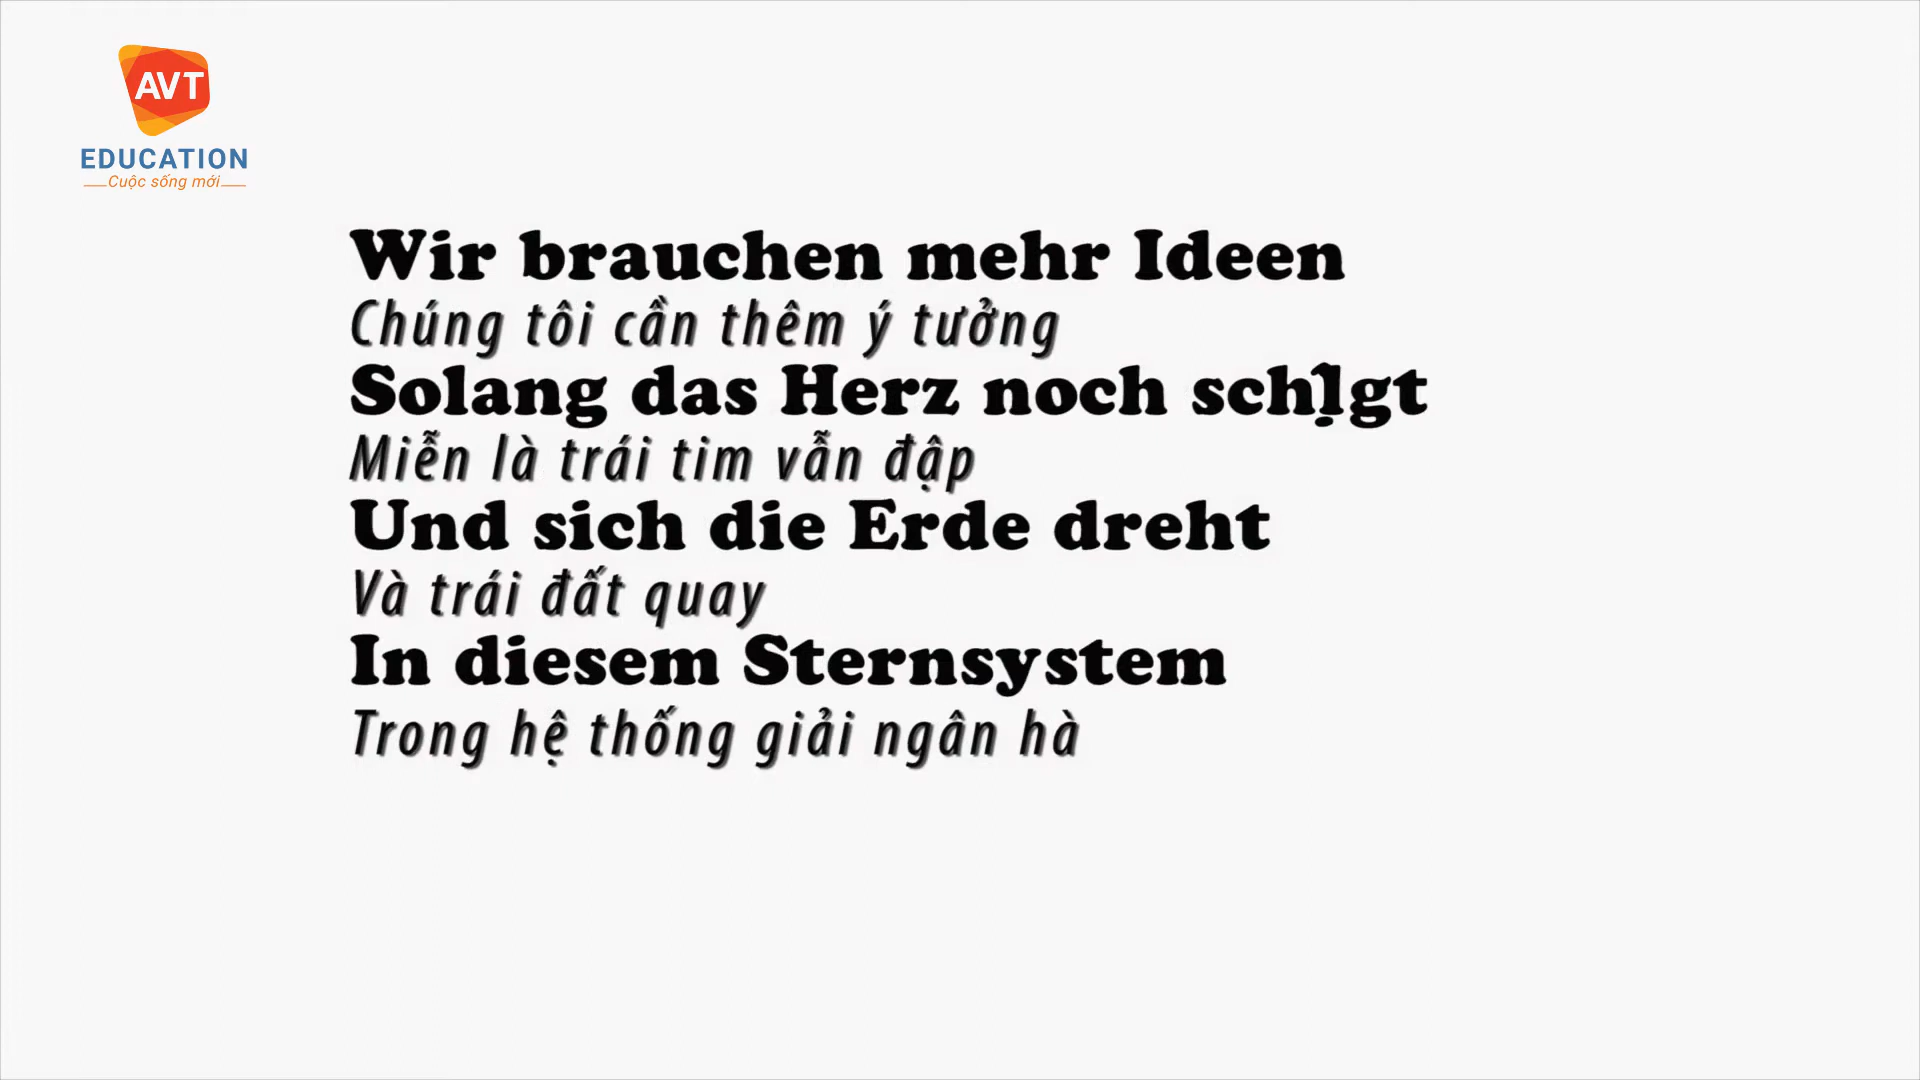 AVT
EDUCATION
Cuộc sống mới
Wir brauchen mehr Ideen
Chúng tôi cần thêm ý tưởng
Solang das Herz noch
Miễn là trái tim vẫn đập
Und sich die Erde dreht
Và trái đất quay
In diesem Sternsystem
Trong hệ thống giải ngân hà